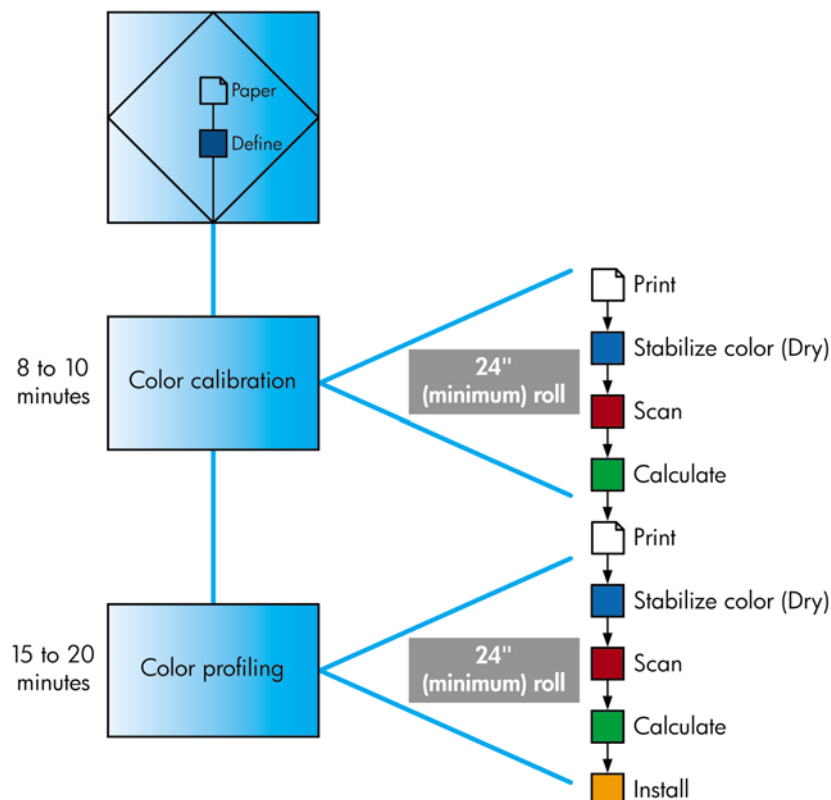 Paper
Define
8 to 10
minutes
Color calibration
24"
(minimum) roll
Print
Stabilize color (Dry)
Scan
Calculate
Print
Stabilize color (Dry)
15 to 20
minutes
Color profiling
24"
(minimum) roll
Scan
Calculate
Install